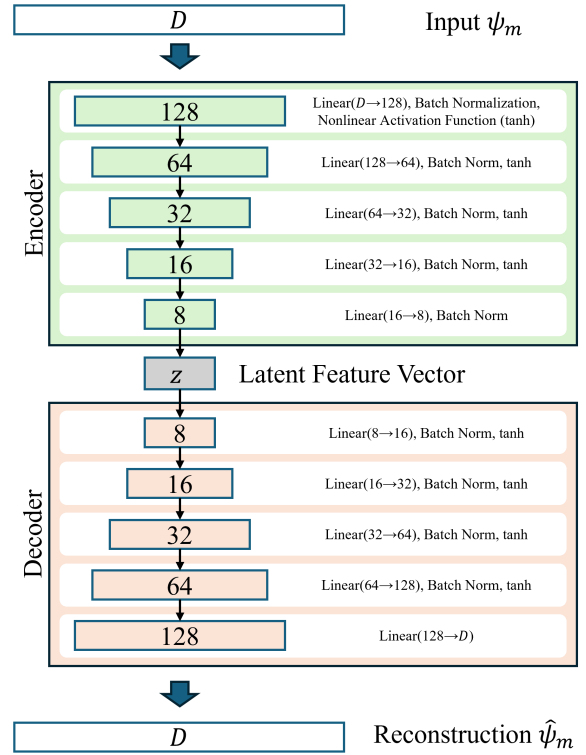 D
Input ψₘ
Encoder
128
Linear(D→128), Batch Normalization,
Nonlinear Activation Function (tanh)
64
Linear(128→64), Batch Norm, tanh
32
Linear(64→32), Batch Norm, tanh
16
Linear(32→16), Batch Norm, tanh
8
Linear(16→8), Batch Norm
z
Latent Feature Vector
Decoder
8
Linear(8→16), Batch Norm, tanh
16
Linear(16→32), Batch Norm, tanh
32
Linear(32→64), Batch Norm, tanh
64
Linear(64→128), Batch Norm, tanh
128
Linear(128→D)
D
Reconstruction ψ̂ₘ